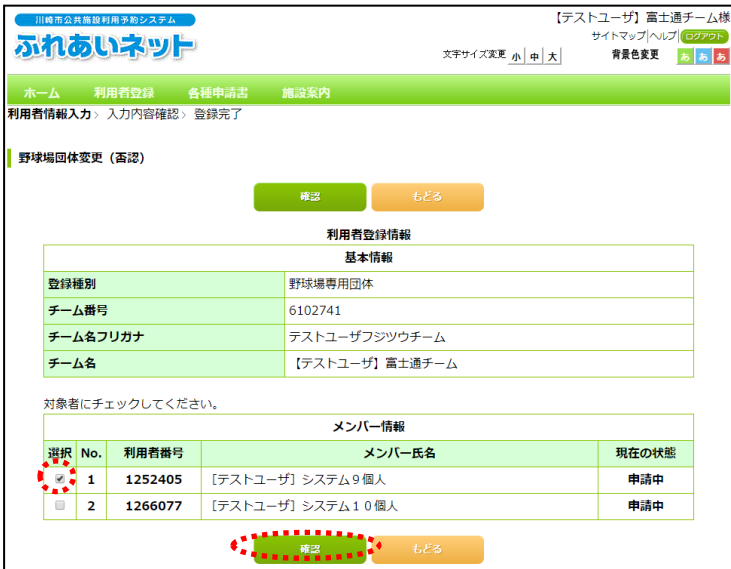 川崎市公共施設利用予約システム
ふれあいネット
【テストユーザ】富士通チーム様
サイトマップ|ヘルプ|ログアウト
文字サイズ変更 小 中 大 背景色変更 あ あ あ
ホーム 利用者登録 各種申請書 施設案内
利用者情報入力> 入力内容確認> 登録完了
野球場団体変更（否認）
確認 もどる
利用者登録情報
基本情報
登録種別 野球場専用団体
チーム番号 6102741
チーム名フリガナ テストユーザフジツウチーム
チーム名 【テストユーザ】富士通チーム
対象者にチェックしてください。
メンバー情報
選択 No. 利用者番号 メンバー氏名 現在の状態
1 1252405 ［テストユーザ］システム９個人 申請中
2 1266077 ［テストユーザ］システム１０個人 申請中
確認 もどる